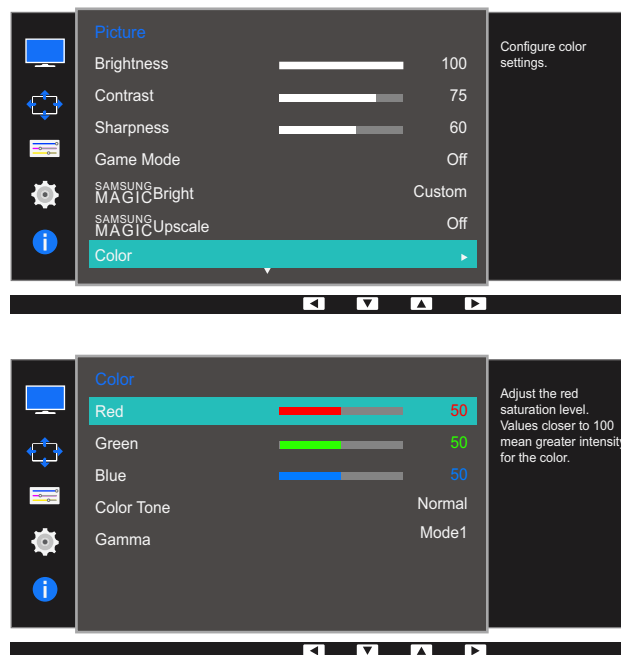 Picture
Brightness 100
Contrast 75
Sharpness 60
Game Mode Off
SAMSUNG
MAGICBright Custom
SAMSUNG
MAGICUpscale Off
Color
Configure color
settings.
Color
Red 50
Green 50
Blue 50
Color Tone Normal
Gamma Mode1
Adjust the red
saturation level.
Values closer to 100
mean greater intensity
for the color.